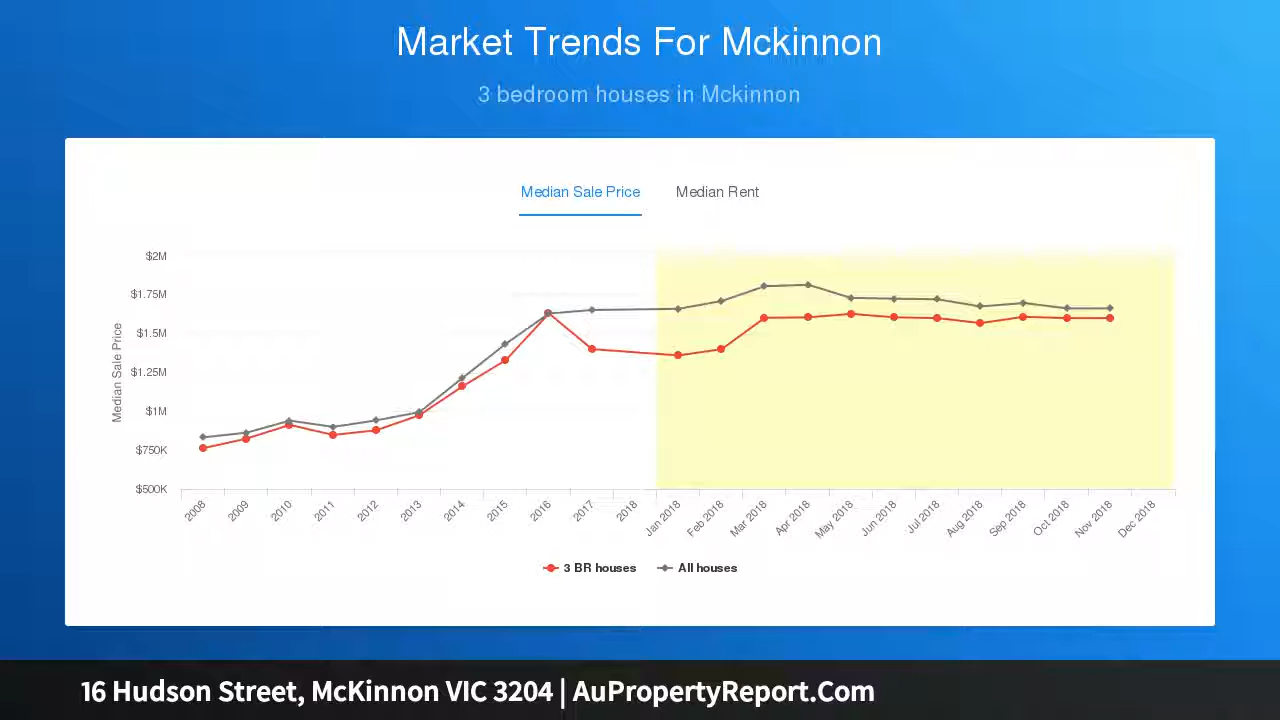 Market Trends For Mckinnon
3 bedroom houses in Mckinnon
Median Sale Price Median Rent
Median Sale Price
$2M
$1.75M
$1.5M
$1.25M
$1M
$750K
$500K
2008 2009 2010 2011 2012 2013 2014 2015 2016 2017 2018 Jan 2018 Feb 2018 Mar 2018 Apr 2018 May 2018 Jun 2018 Jul 2018 Aug 2018 Sep 2018 Oct 2018 Nov 2018 Dec 2018
3 BR houses All houses
16 Hudson Street, McKinnon VIC 3204 | AuPropertyReport.Com